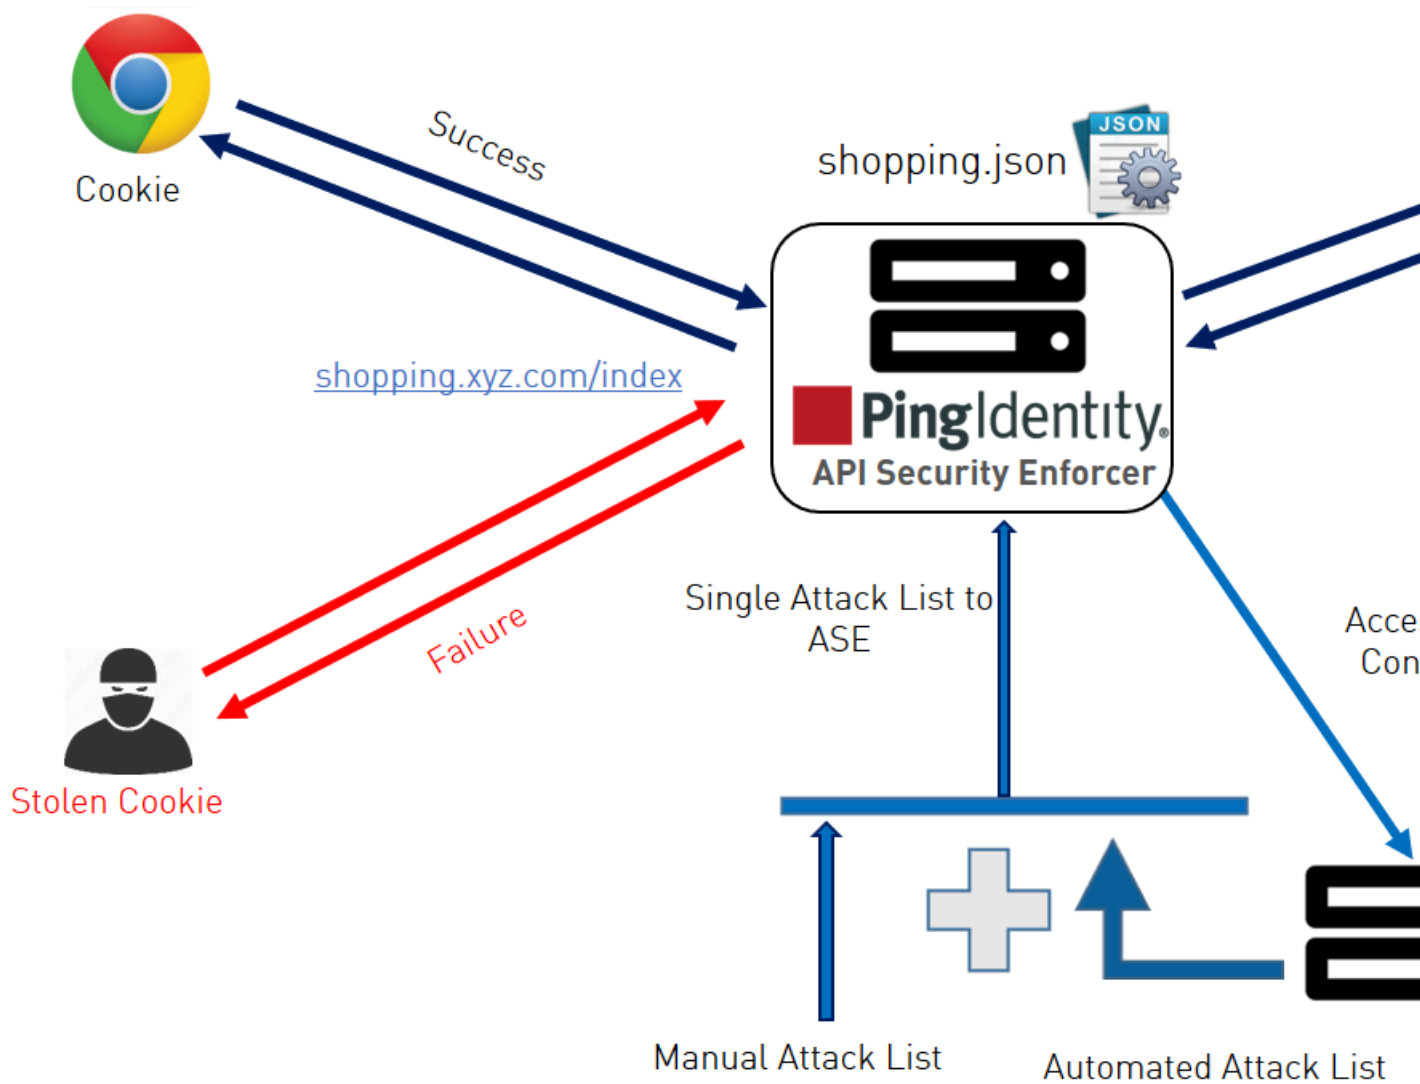 Success
JSON
shopping.json
Cookie
shopping.xyz.com/index
PingIdentity®
API Security Enforcer
Single Attack List to
ASE
Failure
Stolen Cookie
Manual Attack List
Automated Attack List